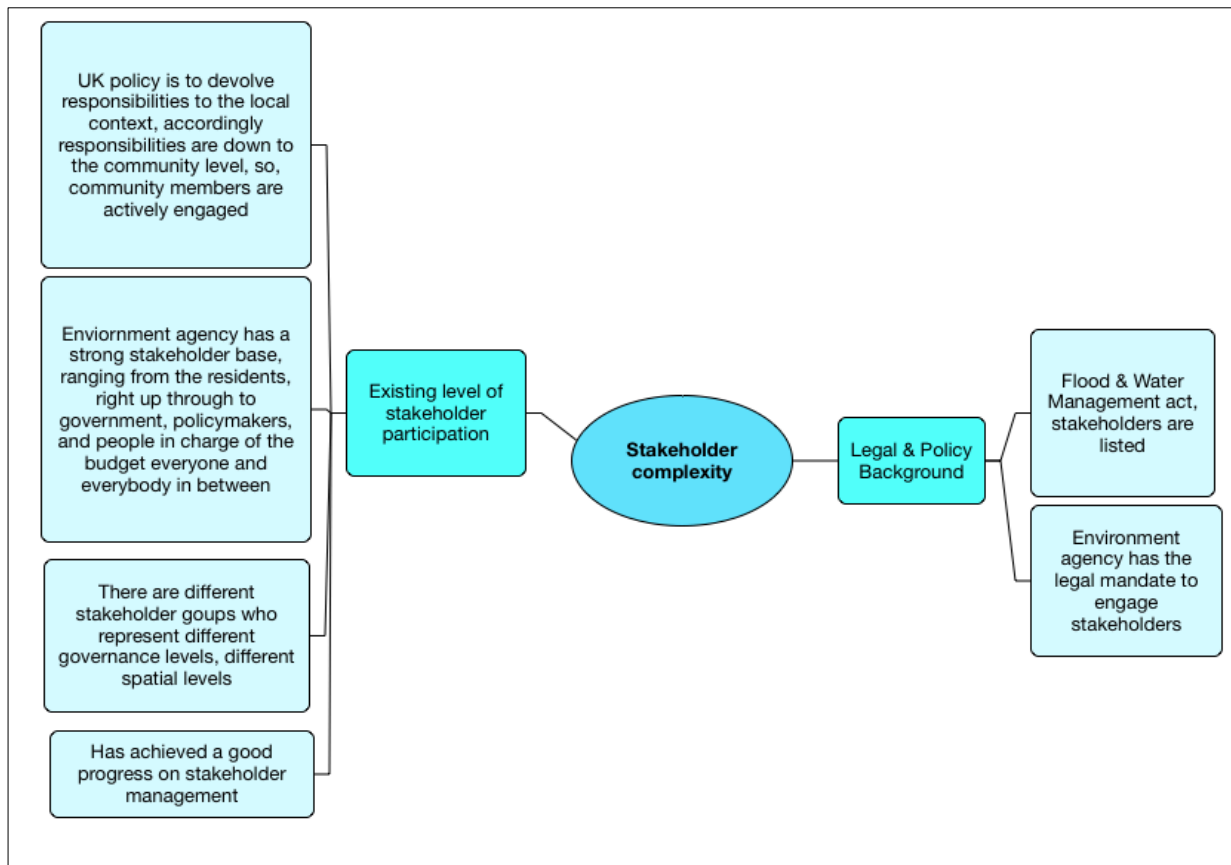 UK policy is to devolve
responsibilities to the local
context, accordingly
responsibilities are down to
the community level, so,
community members are
actively engaged
Enviornment agency has a
strong stakeholder base,
ranging from the residents,
right up through to
government, policymakers,
and people in charge of the
budget everyone and
everybody in between
There are different
stakeholder goups who
represent different
governance levels, different
spatial levels
Has achieved a good
progress on stakeholder
management
Existing level of
stakeholder
participation
Stakeholder
complexity
Legal & Policy
Background
Flood & Water
Management act,
stakeholders are
listed
Environment
agency has the
legal mandate to
engage
stakeholders